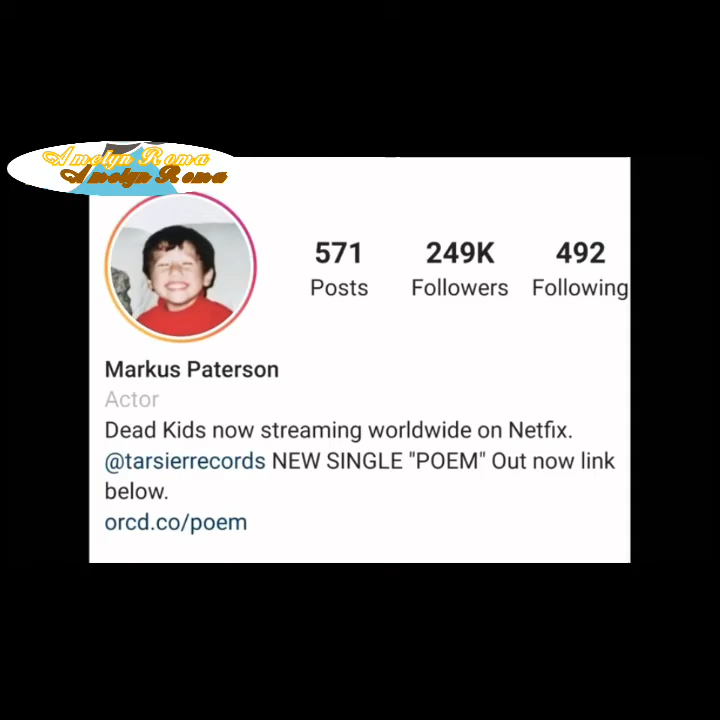 Amelyn Roma
Amelyn Roma
571 249K 492
Posts Followers Following
Markus Paterson
Actor
Dead Kids now streaming worldwide on Netfix.
@tarsierrecords NEW SINGLE "POEM" Out now link
below.
orcd.co/poem